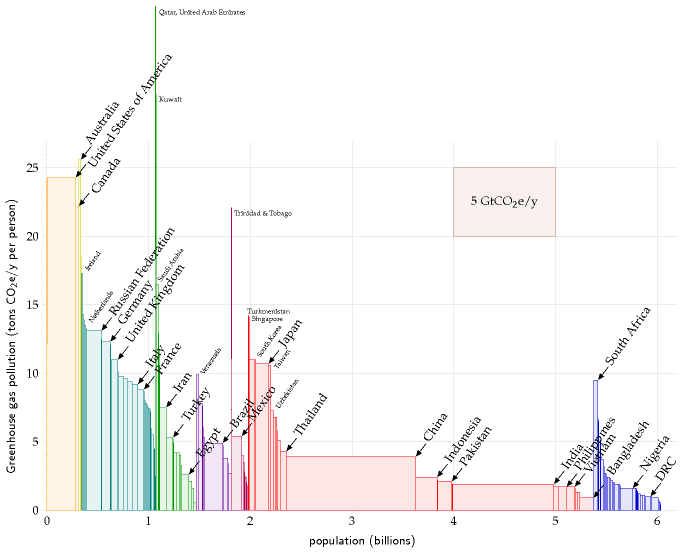 Qatar, United Arab Emirates
Kuwait
Australia
United States of America
Canada
25
5 GtCO₂e/y
Trinidad & Tobago
20
Ireland
Saudi Arabia
Netherlands
Russian Federation
Germany
United Kingdom
15
Turkmenistan
Singapore
South Korea
Japan
Taiwan
South Africa
Italy
France
Venezuela
10
Iran
Turkey
Egypt
Brazil
Mexico
Uzbekistan
Thailand
China
Indonesia
Pakistan
India
Philippines
Vietnam
Bangladesh
Nigeria
DRC
5
0
Greenhouse gas pollution (tons CO₂e/y per person)
0 1 2 3 4 5 6
population (billions)